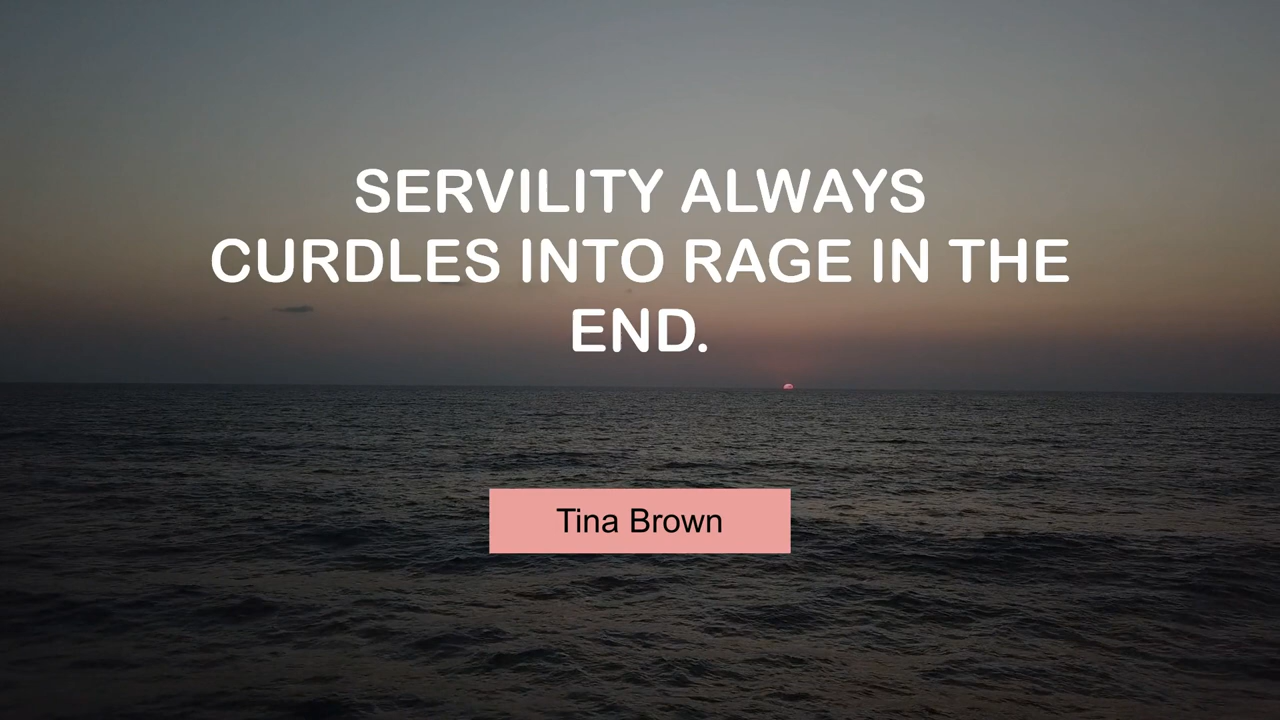 SERVILITY ALWAYS
CURDLES INTO RAGE IN THE
END.
Tina Brown